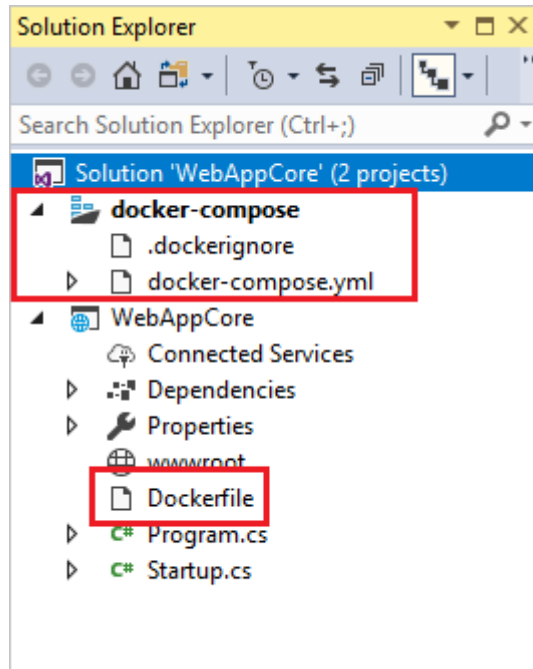 Solution Explorer
Search Solution Explorer (Ctrl+;)
Solution 'WebAppCore' (2 projects)
docker-compose
.dockerignore
docker-compose.yml
WebAppCore
Connected Services
Dependencies
Properties
wwwroot
Dockerfile
C# Program.cs
C# Startup.cs